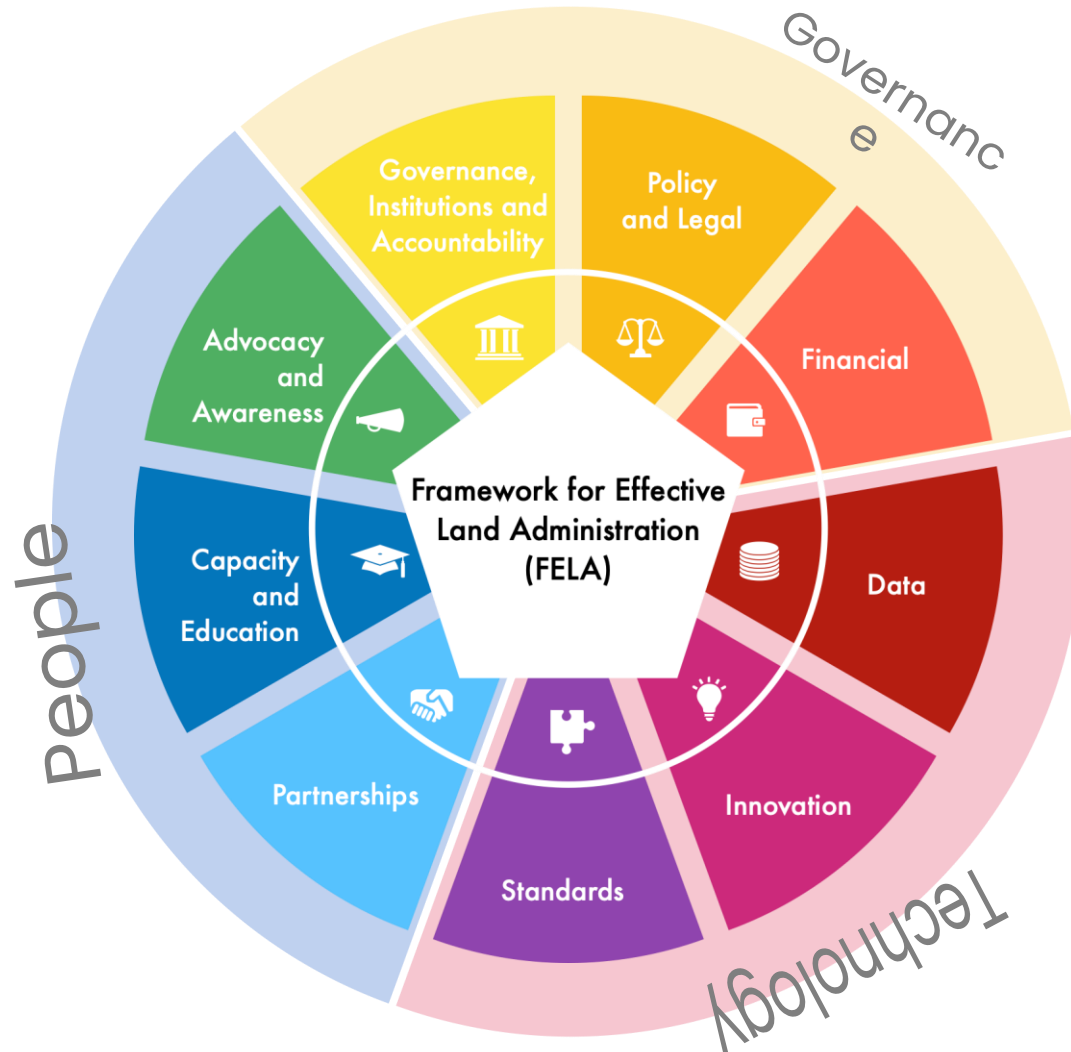 Governanc
e
Governance,
Institutions and
Accountability
Policy
and Legal
Financial
Advocacy
and
Awareness
Framework for Effective
Land Administration
(FELA)
Capacity
and
Education
Data
People
Partnerships
Innovation
Standards
Technology